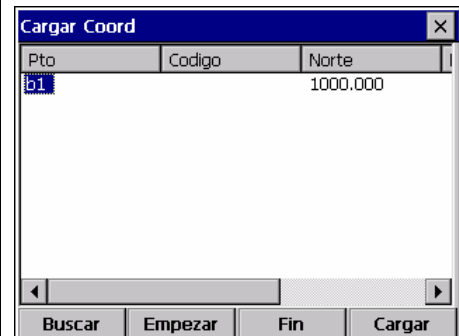 Cargar Coord
Pto Codigo Norte
b1 1000.000
Buscar Empezar Fin Cargar